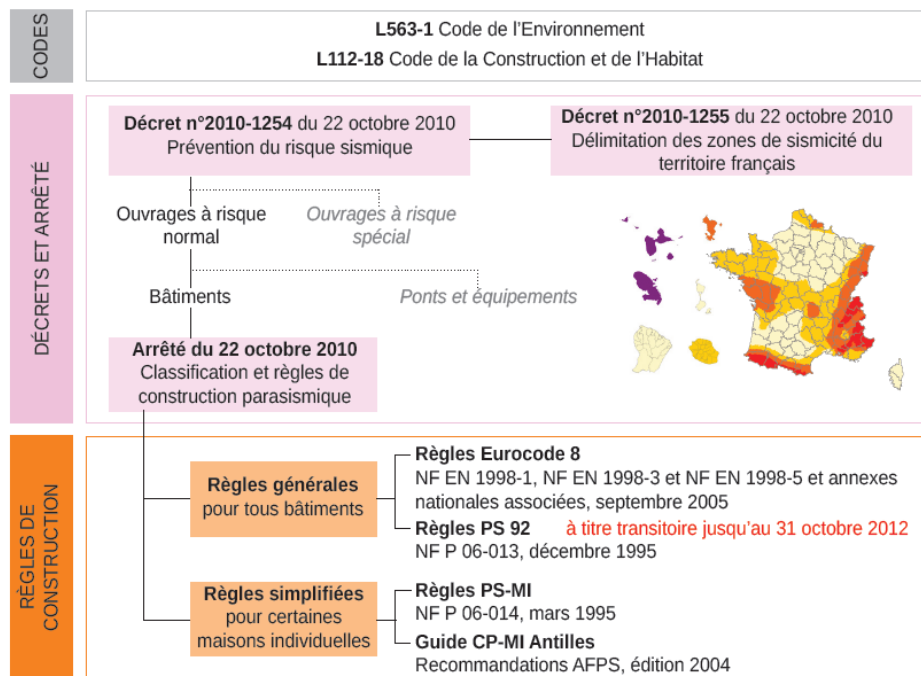 CODES
L563-1 Code de l'Environnement
L112-18 Code de la Construction et de l'Habitat
DÉCRETS ET ARRÊTÉ
Décret n°2010-1254 du 22 octobre 2010
Prévention du risque sismique
Décret n°2010-1255 du 22 octobre 2010
Délimitation des zones de sismicité du
territoire français
Ouvrages à risque
normal
Ouvrages à risque
spécial
Bâtiments
Ponts et équipements
Arrêté du 22 octobre 2010
Classification et règles de
construction parasismique
RÈGLES DE
CONSTRUCTION
Règles générales
pour tous bâtiments
Règles Eurocode 8
NF EN 1998-1, NF EN 1998-3 et NF EN 1998-5 et annexes
nationales associées, septembre 2005
Règles PS 92 à titre transitoire jusqu'au 31 octobre 2012
NF P 06-013, décembre 1995
Règles simplifiées
pour certaines
maisons individuelles
Règles PS-MI
NF P 06-014, mars 1995
Guide CP-MI Antilles
Recommandations AFPS, édition 2004